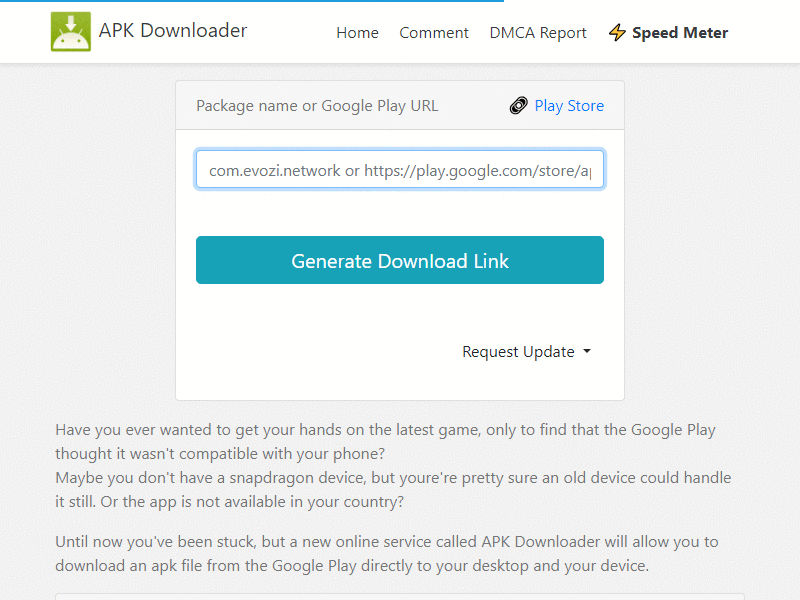 APK Downloader
Home
Comment
DMCA Report
Speed Meter
Package name or Google Play URL
Play Store
com.evozi.network or https://play.google.com/store/ap
Generate Download Link
Request Update
Have you ever wanted to get your hands on the latest game, only to find that the Google Play
thought it wasn't compatible with your phone?
Maybe you don't have a snapdragon device, but youre're pretty sure an old device could handle
it still. Or the app is not available in your country?
Until now you've been stuck, but a new online service called APK Downloader will allow you to
download an apk file from the Google Play directly to your desktop and your device.